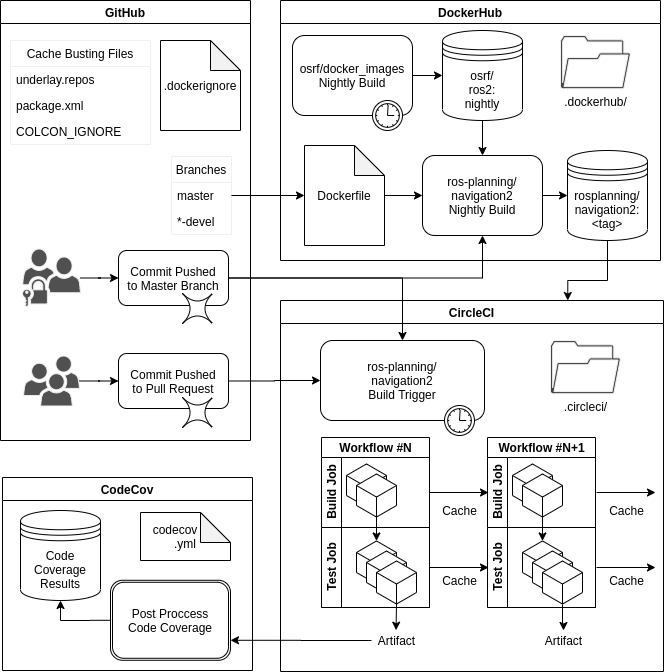 GitHub
Cache Busting Files
underlay.repos
package.xml
COLCON_IGNORE
.dockerignore
Branches
master
*-devel
Commit Pushed
to Master Branch
Commit Pushed
to Pull Request
DockerHub
osrf/docker_images
Nightly Build
osrf/
ros2:
nightly
.dockerhub/
Dockerfile
ros-planning/
navigation2
Nightly Build
rosplanning/
navigation2:
<tag>
CircleCI
ros-planning/
navigation2
Build Trigger
.circleci/
Workflow #N
Build Job
Test Job
Cache
Cache
Artifact
Workflow #N+1
Build Job
Test Job
Cache
Cache
Artifact
CodeCov
Code
Coverage
Results
codecov
.yml
Post Proccess
Code Coverage